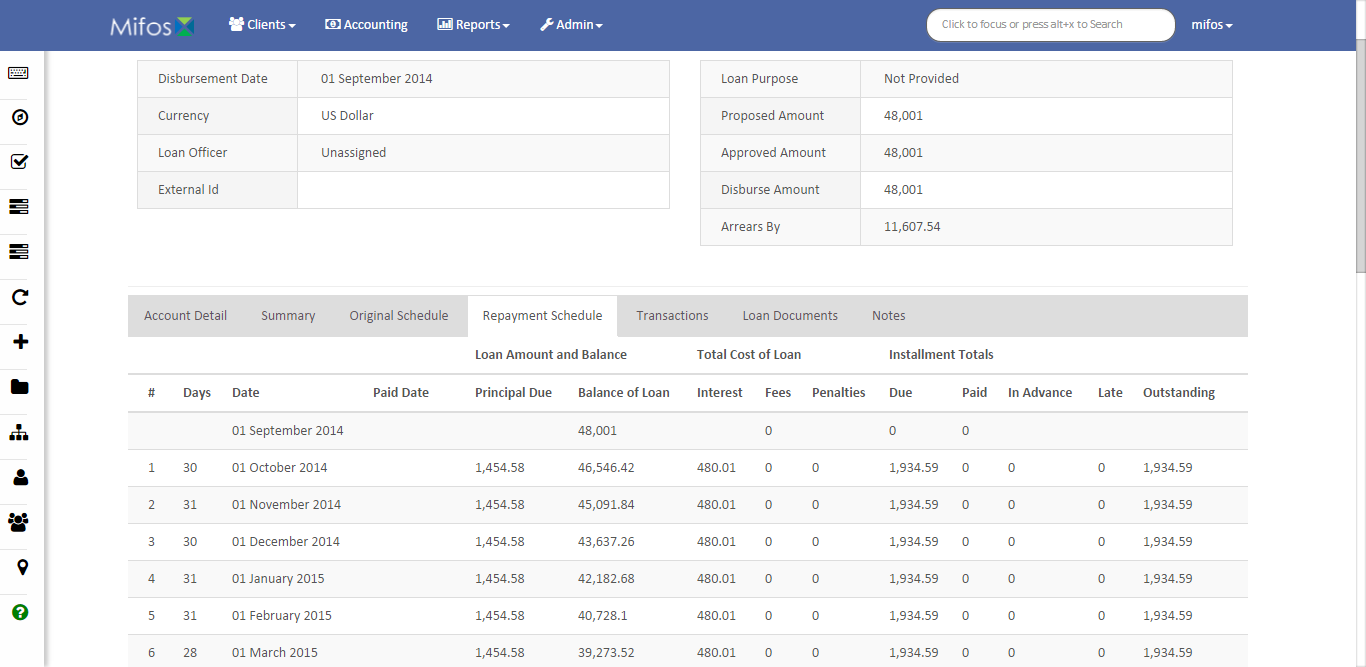 Mifos Clients Accounting Reports Admin Click to focus or press alt+x to Search mifos
Disbursement Date 01 September 2014 Loan Purpose Not Provided
Currency US Dollar Proposed Amount 48,001
Loan Officer Unassigned Approved Amount 48,001
External Id Disburse Amount 48,001
Arrears By 11,607.54
Account Detail Summary Original Schedule Repayment Schedule Transactions Loan Documents Notes
Loan Amount and Balance Total Cost of Loan Installment Totals
# Days Date Paid Date Principal Due Balance of Loan Interest Fees Penalties Due Paid In Advance Late Outstanding
01 September 2014 48,001 0 0 0
1 30 01 October 2014 1,454.58 46,546.42 480.01 0 0 1,934.59 0 0 0 1,934.59
2 31 01 November 2014 1,454.58 45,091.84 480.01 0 0 1,934.59 0 0 0 1,934.59
3 30 01 December 2014 1,454.58 43,637.26 480.01 0 0 1,934.59 0 0 0 1,934.59
4 31 01 January 2015 1,454.58 42,182.68 480.01 0 0 1,934.59 0 0 0 1,934.59
5 31 01 February 2015 1,454.58 40,728.1 480.01 0 0 1,934.59 0 0 0 1,934.59
6 28 01 March 2015 1,454.58 39,273.52 480.01 0 0 1,934.59 0 0 0 1,934.59